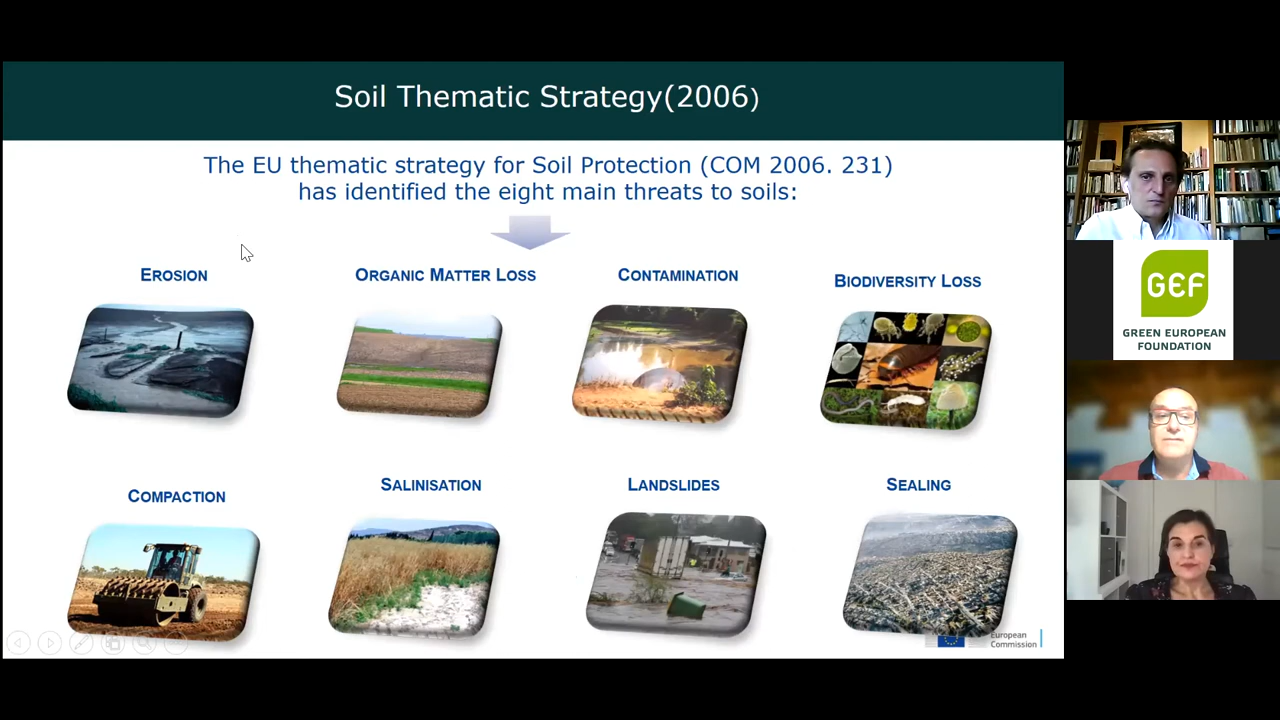 Soil Thematic Strategy(2006)
The EU thematic strategy for Soil Protection (COM 2006. 231)
has identified the eight main threats to soils:
EROSION
ORGANIC MATTER LOSS
CONTAMINATION
BIODIVERSITY LOSS
COMPACTION
SALINISATION
LANDSLIDES
SEALING
European
Commission
GEF
GREEN EUROPEAN
FOUNDATION